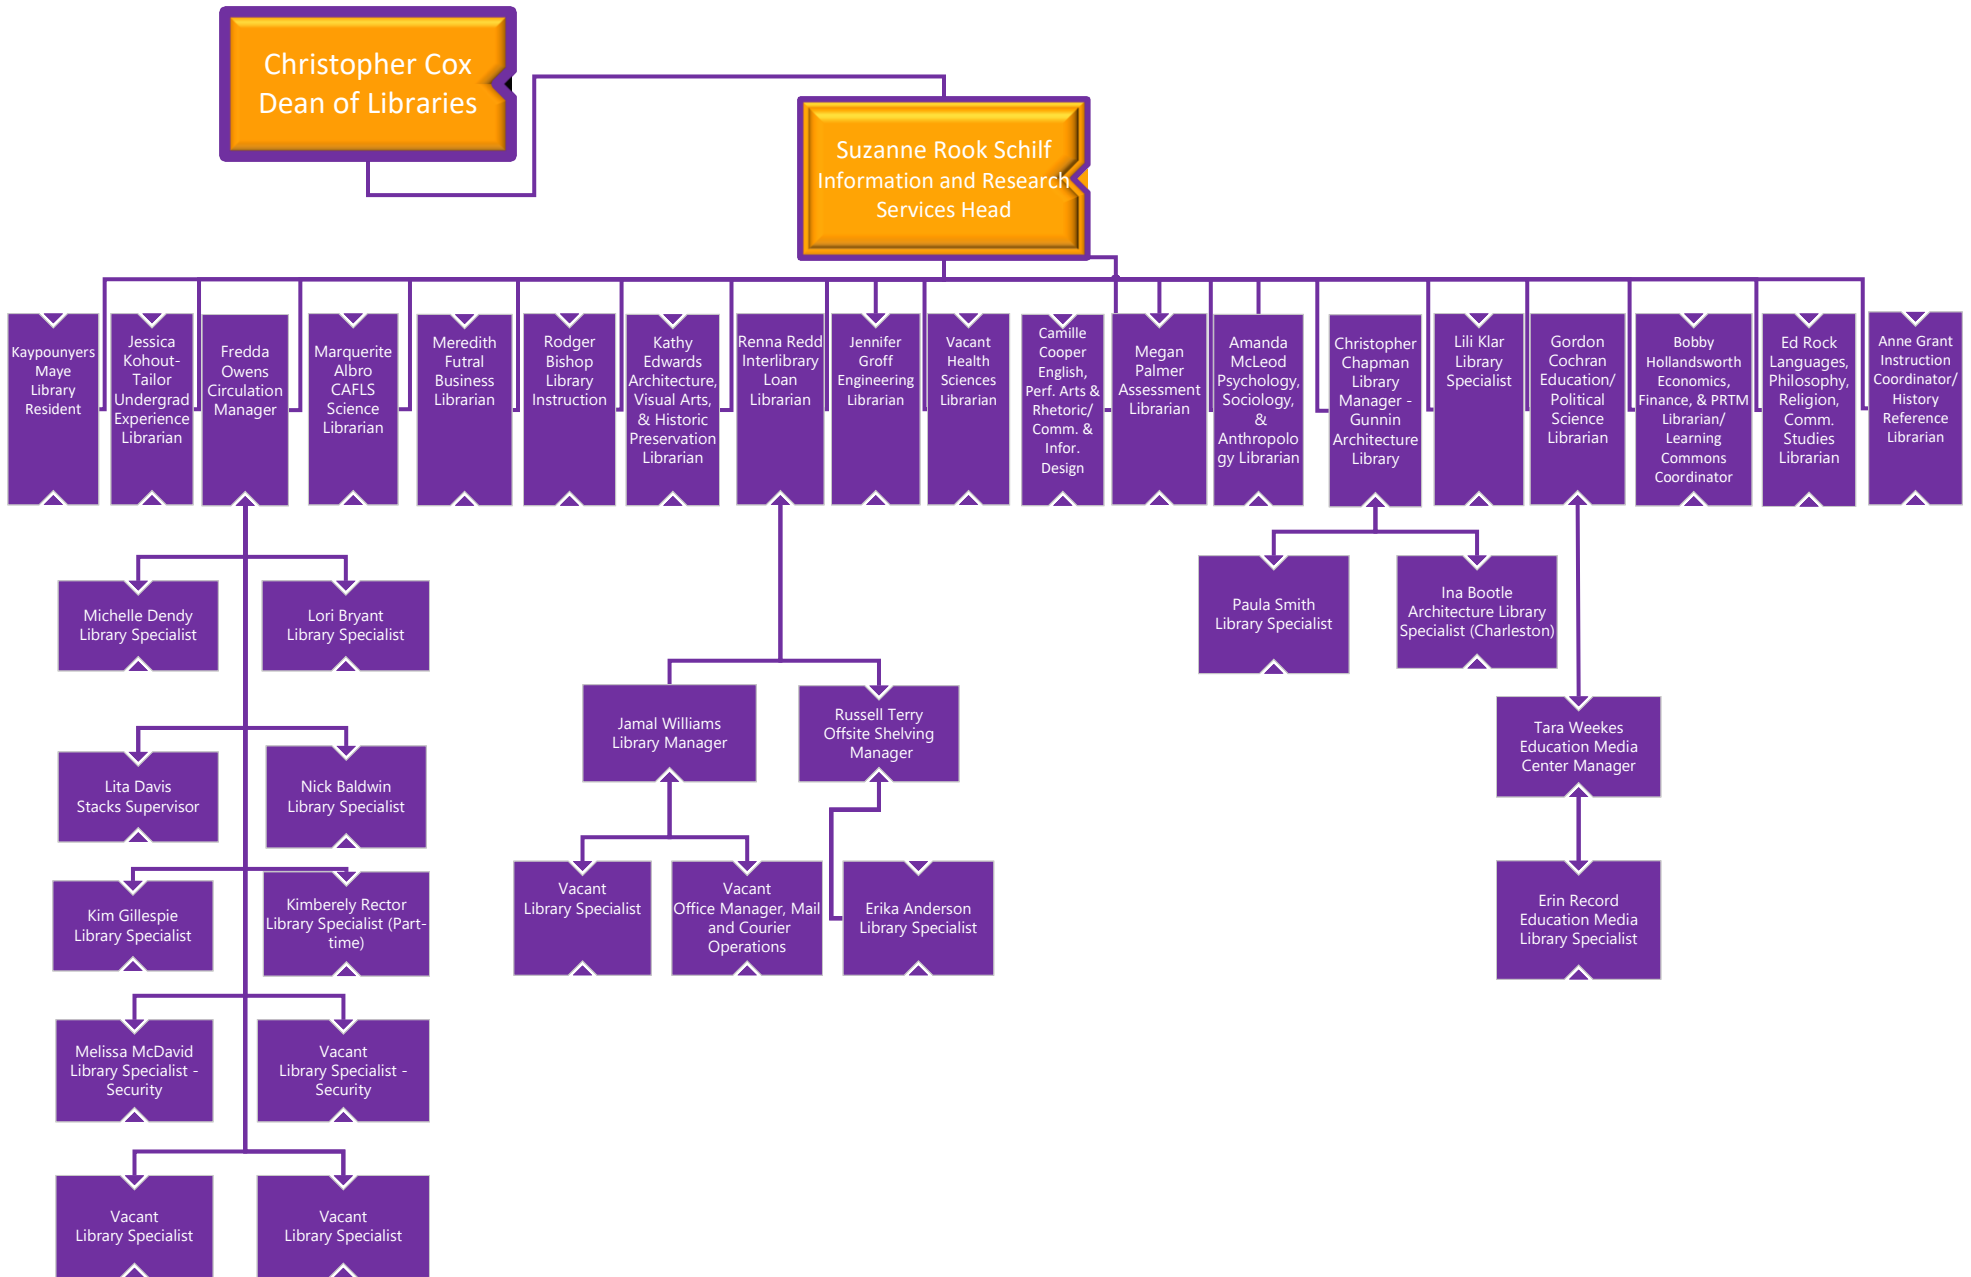 Christopher Cox
Dean of Libraries
Suzanne Rook Schilf
Information and Research
Services Head
Kaypounyers
Maye
Library
Resident
Jessica
Kohout-
Tailor
Undergrad
Experience
Librarian
Fredda
Owens
Circulation
Manager
Marquerite
Albro
CAFLS
Science
Librarian
Meredith
Futral
Business
Librarian
Rodger
Bishop
Library
Instruction
Kathy
Edwards
Architecture,
Visual Arts,
& Historic
Preservation
Librarian
Renna Redd
Interlibrary
Loan
Librarian
Jennifer
Groff
Engineering
Librarian
Vacant
Health
Sciences
Librarian
Camille
Cooper
English,
Perf. Arts &
Rhetoric/
Comm. &
Infor.
Design
Megan
Palmer
Assessment
Librarian
Amanda
McLeod
Psychology,
Sociology,
&
Anthropolo
gy Librarian
Christopher
Chapman
Library
Manager -
Gunnin
Architecture
Library
Lili Klar
Library
Specialist
Gordon
Cochran
Education/
Political
Science
Librarian
Bobby
Hollandsworth
Economics,
Finance, & PRTM
Librarian/
Learning
Commons
Coordinator
Ed Rock
Languages,
Philosophy,
Religion,
Comm.
Studies
Librarian
Anne Grant
Instruction
Coordinator/
History
Reference
Librarian
Michelle Dendy
Library Specialist
Lori Bryant
Library Specialist
Lita Davis
Stacks Supervisor
Nick Baldwin
Library Specialist
Kim Gillespie
Library Specialist
Kimberely Rector
Library Specialist (Part-
time)
Melissa McDavid
Library Specialist -
Security
Vacant
Library Specialist -
Security
Vacant
Library Specialist
Vacant
Library Specialist
Jamal Williams
Library Manager
Russell Terry
Offsite Shelving
Manager
Vacant
Library Specialist
Vacant
Office Manager, Mail
and Courier
Operations
Erika Anderson
Library Specialist
Paula Smith
Library Specialist
Ina Bootle
Architecture Library
Specialist (Charleston)
Tara Weekes
Education Media
Center Manager
Erin Record
Education Media
Library Specialist